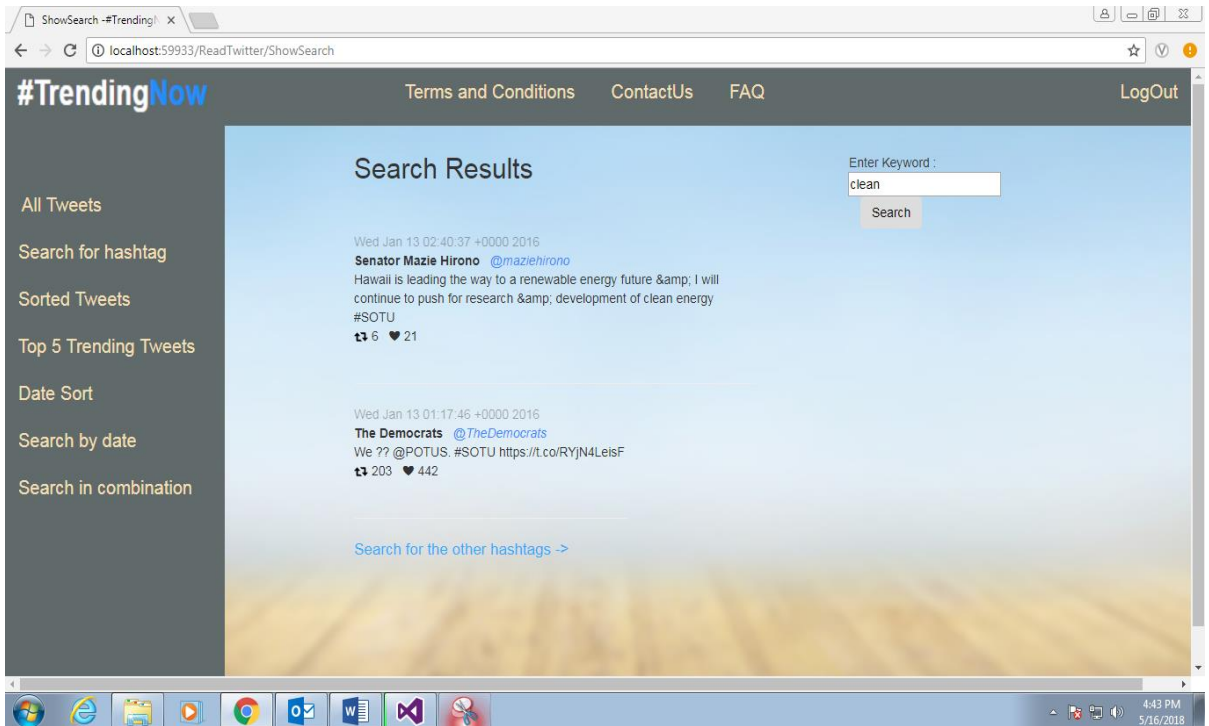 ShowSearch -#Trending
localhost:59933/ReadTwitter/ShowSearch
#TrendingNow
Terms and Conditions
ContactUs
FAQ
LogOut
All Tweets
Search for hashtag
Sorted Tweets
Top 5 Trending Tweets
Date Sort
Search by date
Search in combination
Search Results
Wed Jan 13 02:40:37 +0000 2016
Senator Mazie Hirono @maziehirono
Hawaii is leading the way to a renewable energy future &amp; I will
continue to push for research &amp; development of clean energy
#SOTU
6 21
Wed Jan 13 01:17:46 +0000 2016
The Democrats @TheDemocrats
We ?? @POTUS. #SOTU https://t.co/RYjN4LeisF
203 442
Search for the other hashtags ->
Enter Keyword :
clean
Search
4:43 PM
5/16/2018